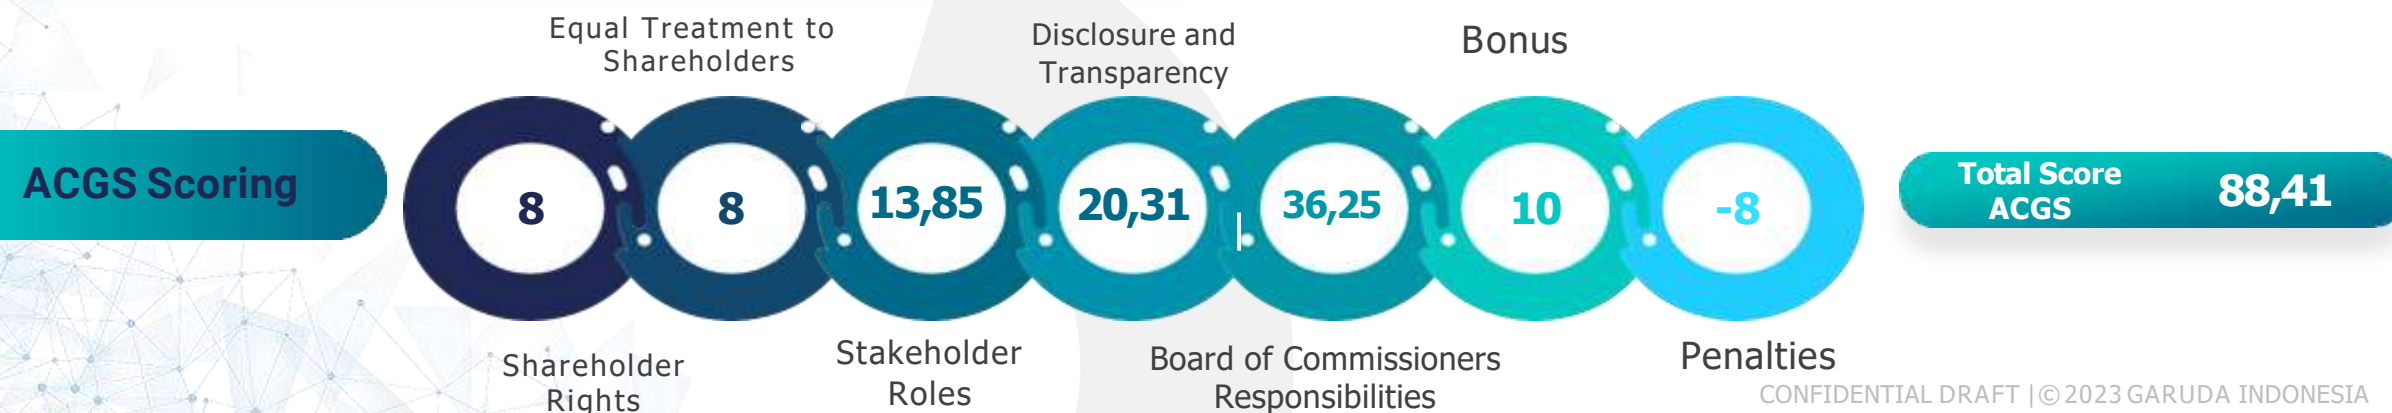 Equal Treatment to
Shareholders
Disclosure and
Transparency
Bonus
ACGS Scoring
8
8
13,85
20,31
36,25
10
-8
Total Score
ACGS
88,41
Shareholder
Rights
Stakeholder
Roles
Board of Commissioners
Responsibilities
Penalties
CONFIDENTIAL DRAFT | © 2023 GARUDA INDONESIA